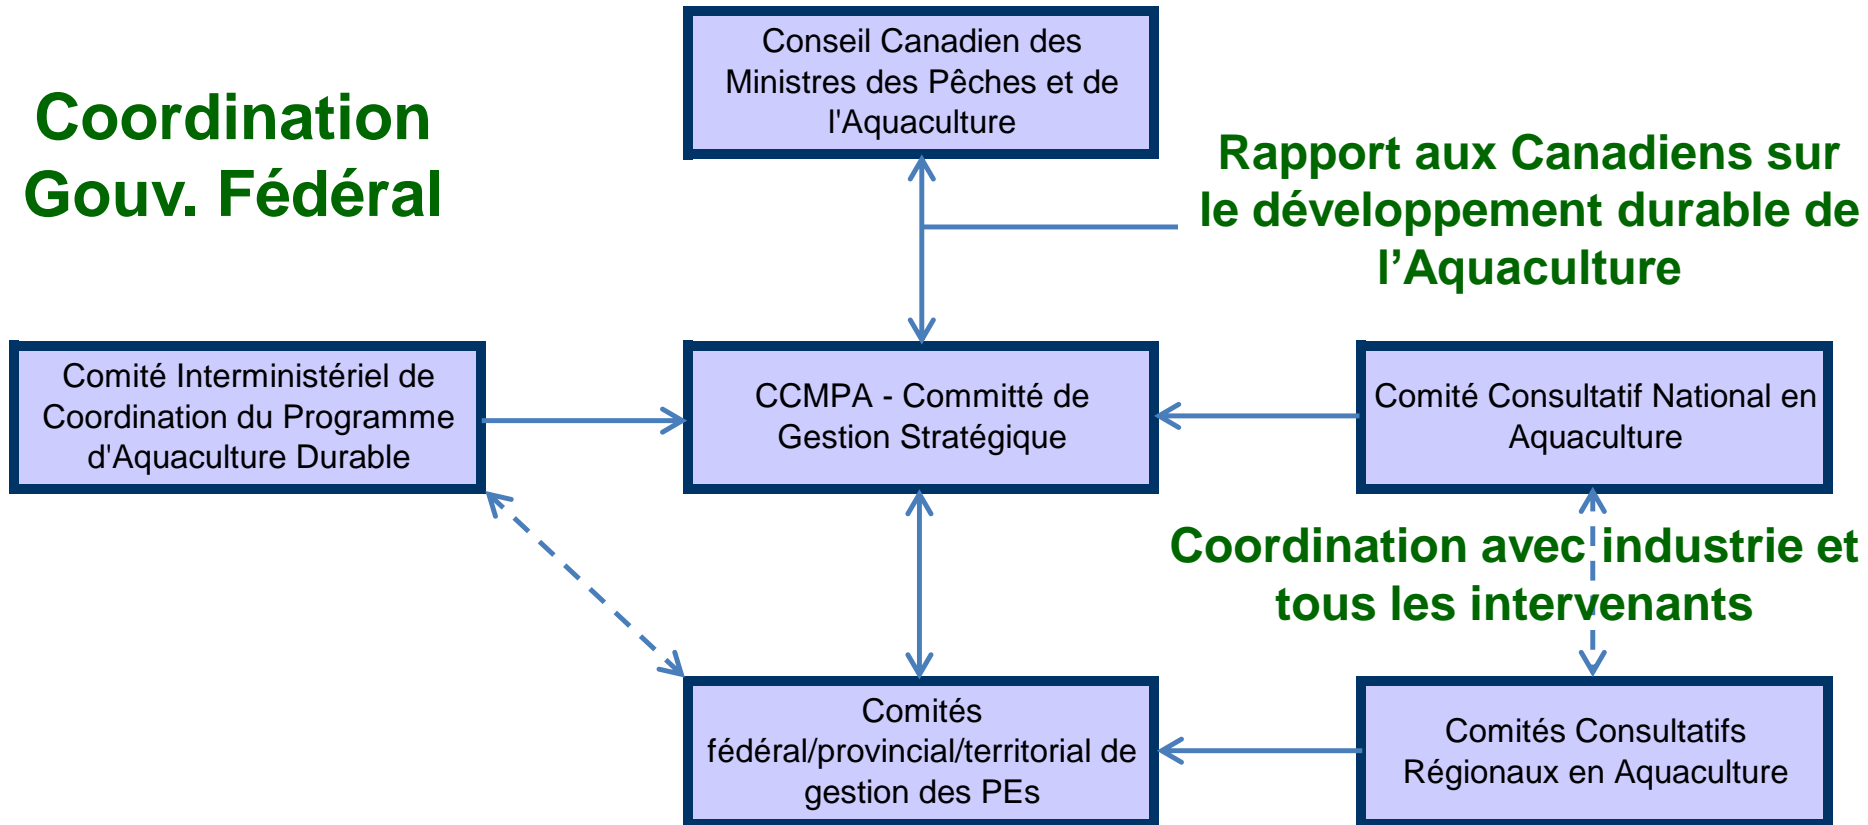 Conseil Canadien des
Ministres des Pêches et de
l'Aquaculture
Coordination
Gouv. Fédéral
Rapport aux Canadiens sur
le développement durable de
l’Aquaculture
Comité Interministériel de
Coordination du Programme
d'Aquaculture Durable
CCMPA - Committé de
Gestion Stratégique
Comité Consultatif National en
Aquaculture
Coordination avec industrie et
tous les intervenants
Comités
fédéral/provincial/territorial de
gestion des PEs
Comités Consultatifs
Régionaux en Aquaculture